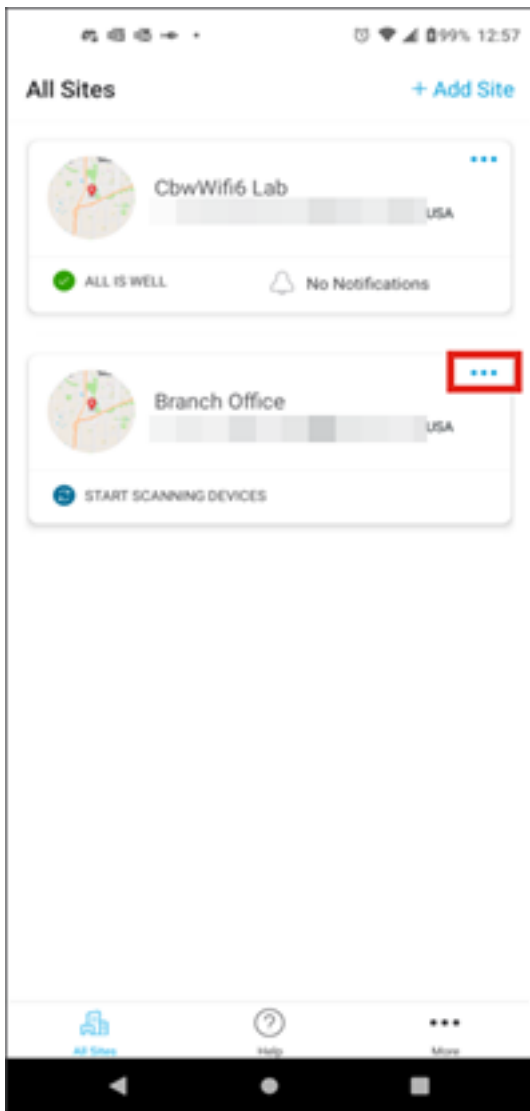 99% 12:57
All Sites
+ Add Site
CbwWifi6 Lab
USA
ALL IS WELL
No Notifications
Branch Office
USA
START SCANNING DEVICES
All Sites
Help
More